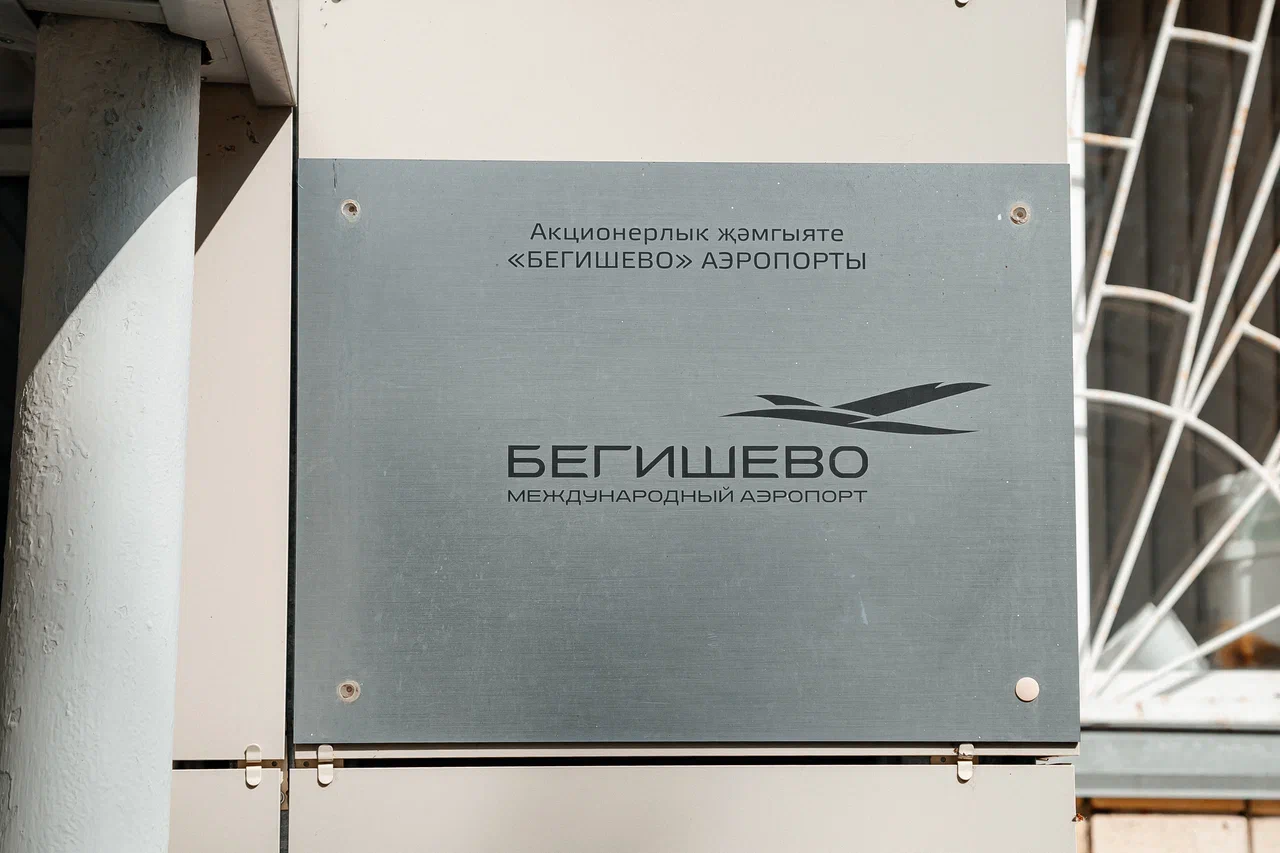 Акционерлык җәмгыяте
«БЕГИШЕВО» АЭРОПОРТЫ
БЕГИШЕВО
МЕЖДУНАРОДНЫЙ АЭРОПОРТ